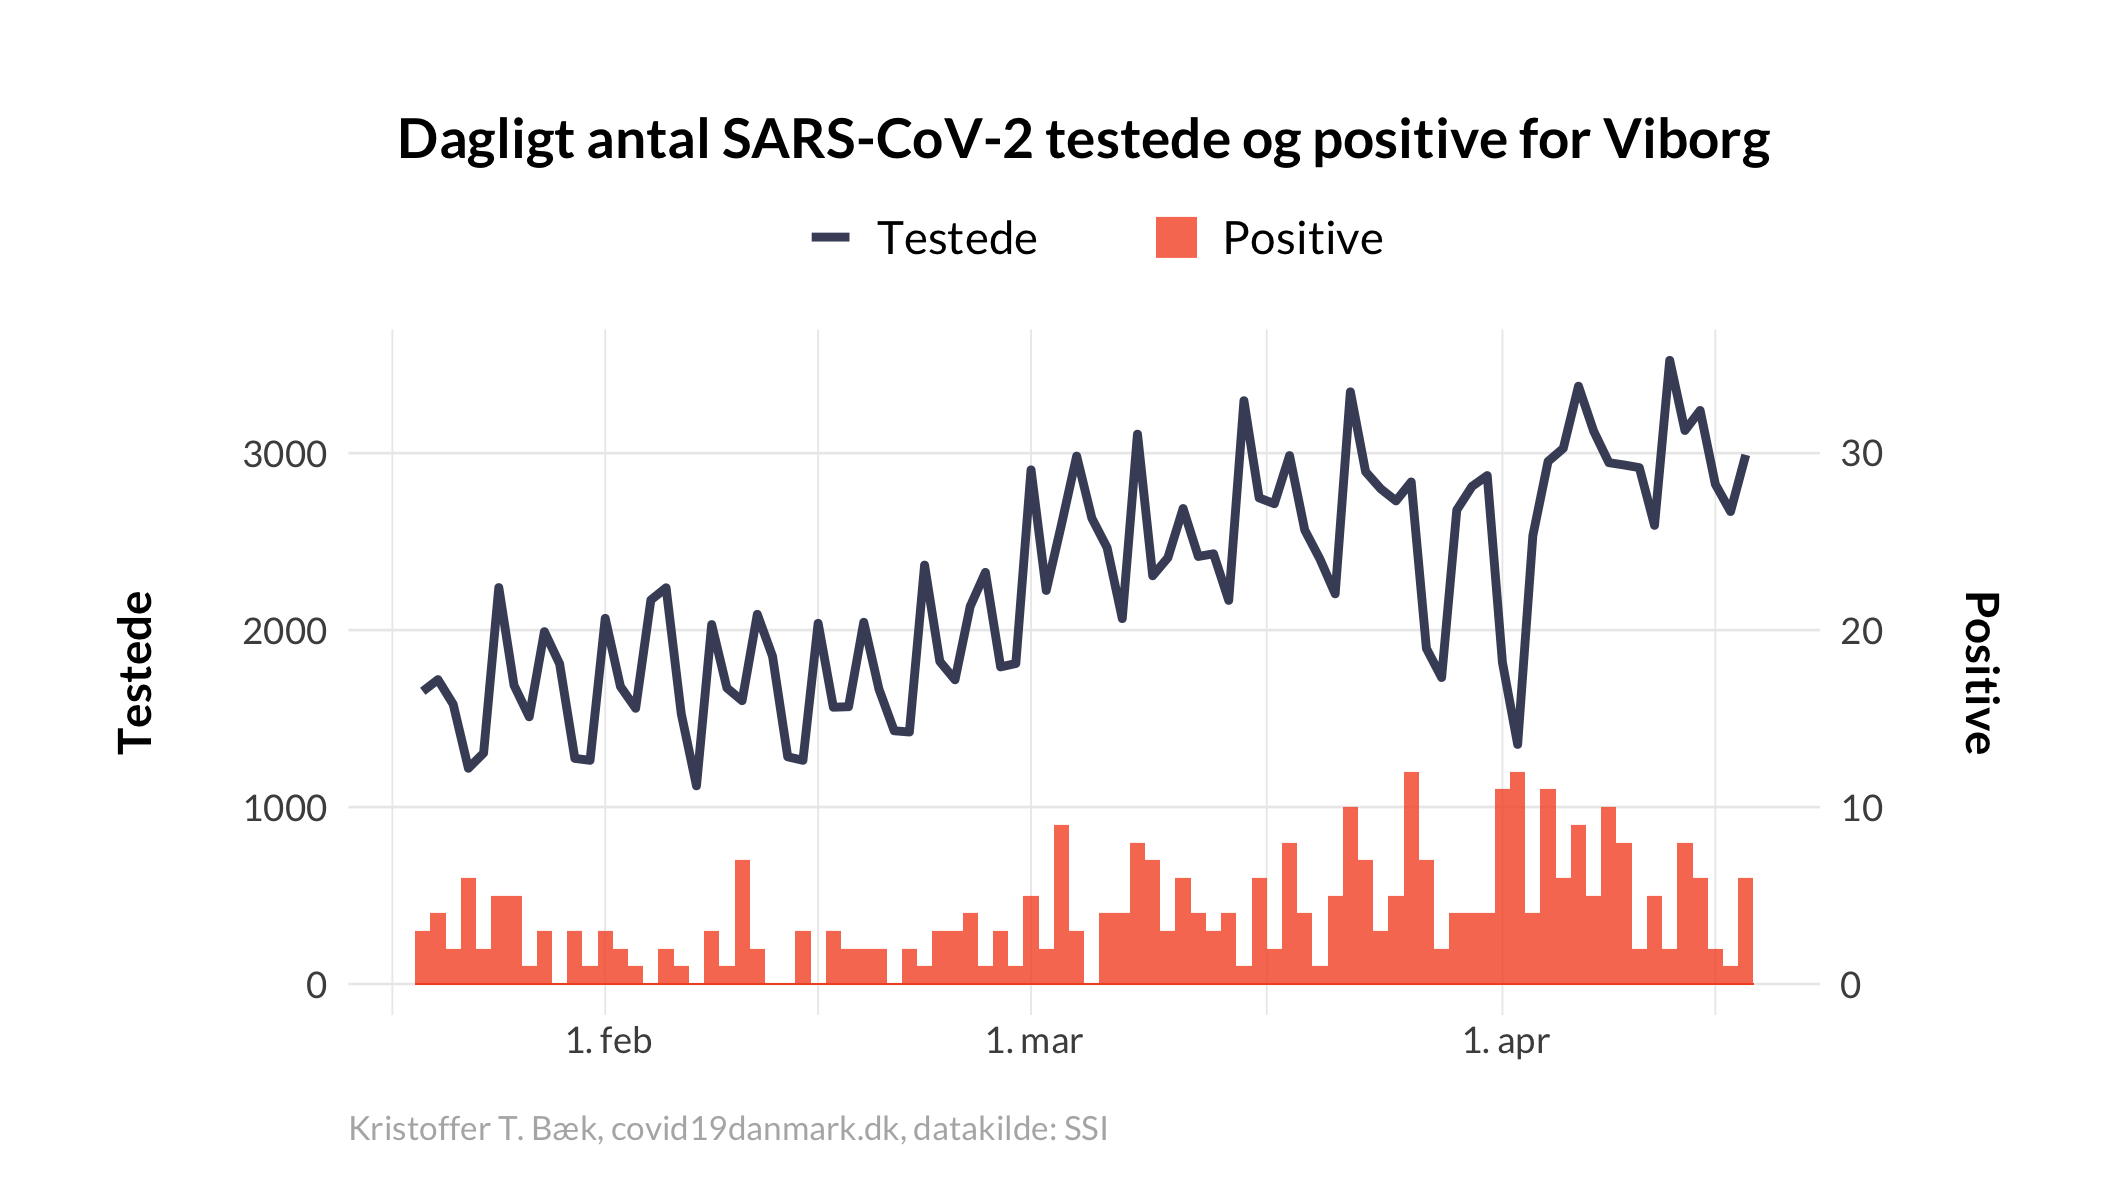 Dagligt antal SARS-CoV-2 testede og positive for Viborg
Testede Positive
3000 30
2000 20
1000 10
0 0
Testede
Positive
1. feb 1. mar 1. apr
Kristoffer T. Bæk, covid19danmark.dk, datakilde: SSI